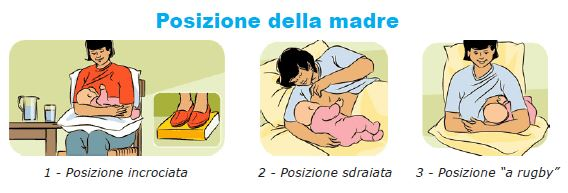 Posizione della madre
1 - Posizione incrociata
2 - Posizione sdraiata
3 - Posizione “a rugby”